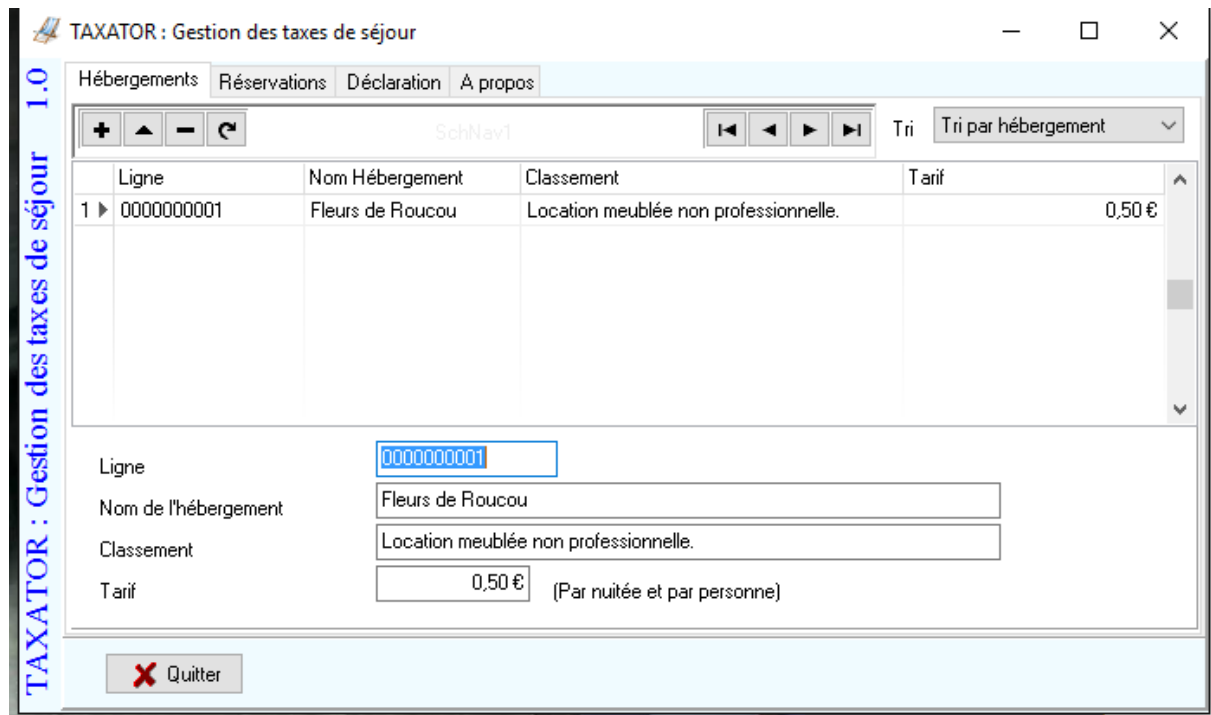 TAXATOR : Gestion des taxes de séjour
TAXATOR : Gestion des taxes de séjour 1.0
Hébergements Réservations Déclaration A propos
SchNav1 Tri Tri par hébergement
Ligne Nom Hébergement Classement Tarif
1 0000000001 Fleurs de Roucou Location meublée non professionnelle. 0,50 €
Ligne 0000000001
Nom de l'hébergement Fleurs de Roucou
Classement Location meublée non professionnelle.
Tarif 0,50 € (Par nuitée et par personne)
Quitter